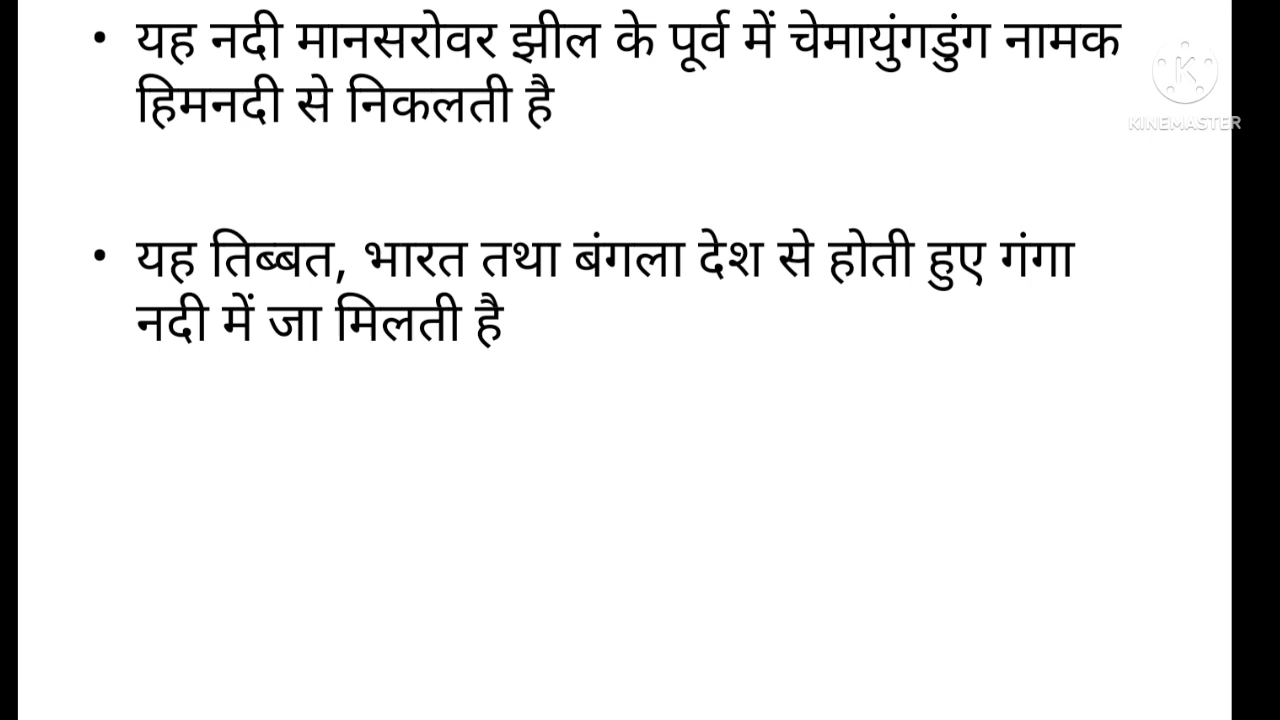 • यह नदी मानसरोवर झील के पूर्व में चेमायुंगडुंग नामक
हिमनदी से निकलती है
• यह तिब्बत, भारत तथा बंगला देश से होती हुए गंगा
नदी में जा मिलती है
K
KINEMASTER